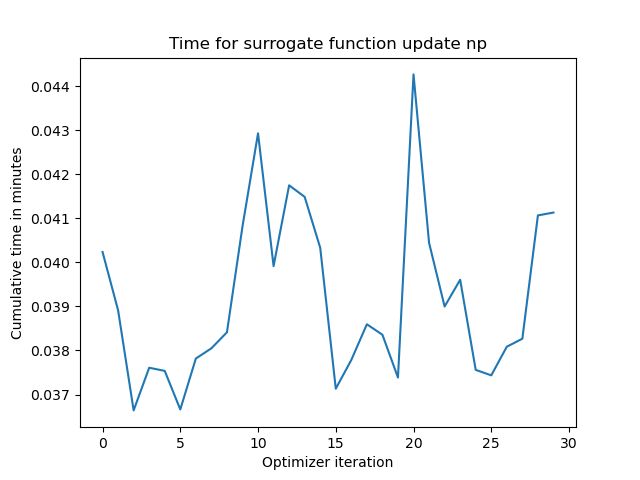 Time for surrogate function update np
Cumulative time in minutes
0.044
0.043
0.042
0.041
0.040
0.039
0.038
0.037
0 5 10 15 20 25 30
Optimizer iteration